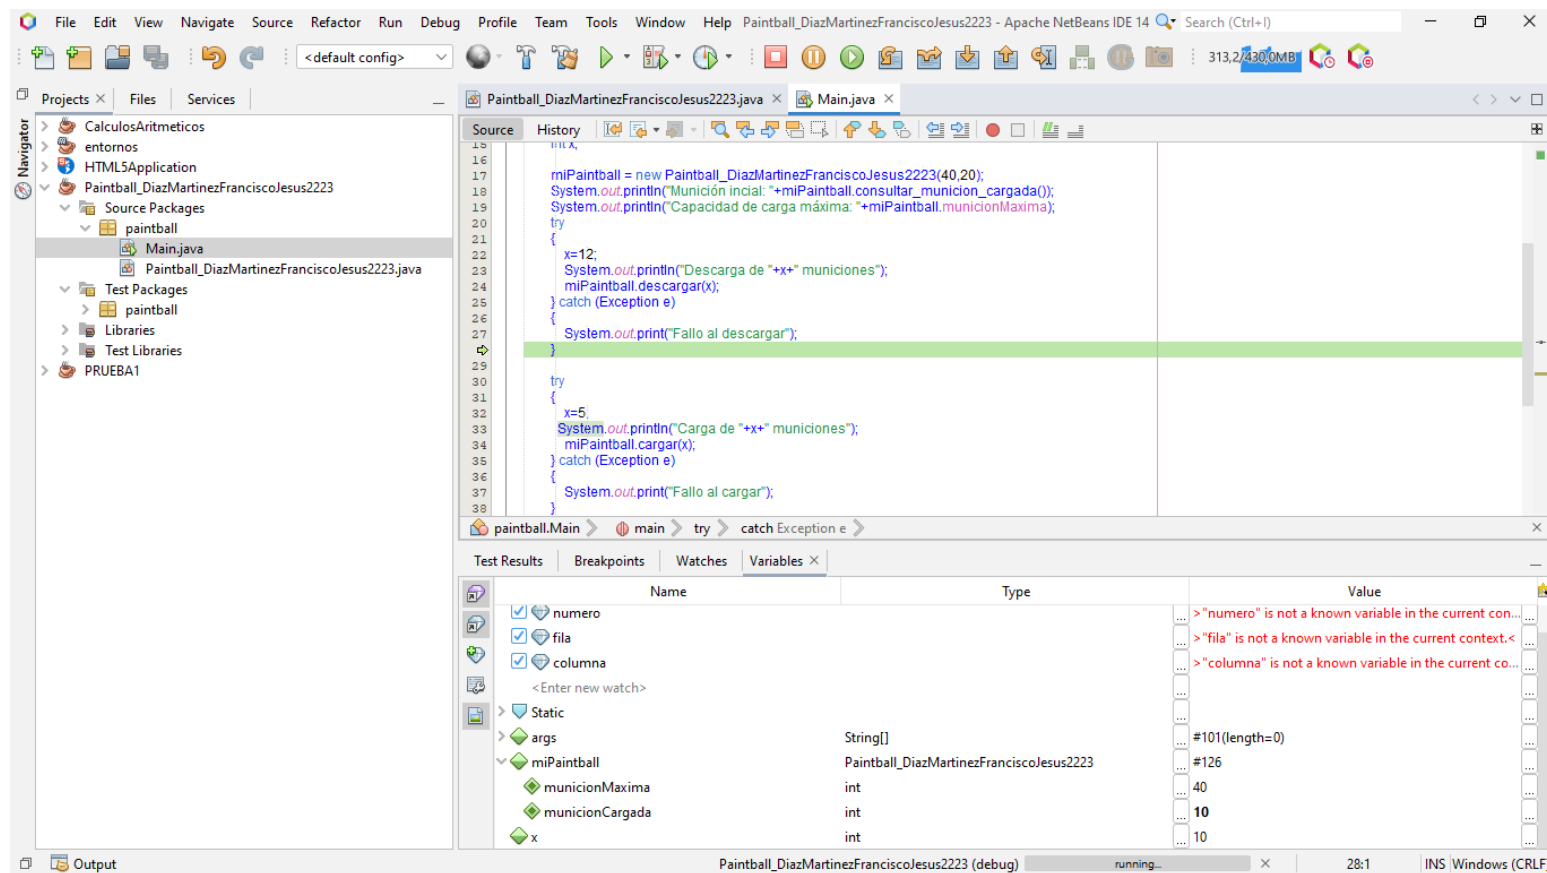 File Edit View Navigate Source Refactor Run Debug Profile Team Tools Window Help Paintball_DiazMartinezFranciscoJesus2223 - Apache NetBeans IDE 14 Search (Ctrl+I)
<default config> 313,2/430,0MB
Projects Files Services
Paintball_DiazMartinezFranciscoJesus2223.java Main.java
Navigator
CalculosAritmeticos
entornos
HTML5Application
Paintball_DiazMartinezFranciscoJesus2223
Source Packages
paintball
Main.java
Paintball_DiazMartinezFranciscoJesus2223.java
Test Packages
paintball
Libraries
Test Libraries
PRUEBA1
Source History
15 int x;
16
17 miPaintball = new Paintball_DiazMartinezFranciscoJesus2223(40,20);
18 System.out.println("Munición incial: "+miPaintball.consultar_municion_cargada());
19 System.out.println("Capacidad de carga máxima: "+miPaintball.municionMaxima);
20 try
21 {
22 x=12;
23 System.out.println("Descarga de "+x+" municiones");
24 miPaintball.descargar(x);
25 } catch (Exception e)
26 {
27 System.out.print("Fallo al descargar");
}
29
30 try
31 {
32 x=5;
33 System.out.println("Carga de "+x+" municiones");
34 miPaintball.cargar(x);
35 } catch (Exception e)
36 {
37 System.out.print("Fallo al cargar");
38 }
paintball.Main main try catch Exception e
Test Results Breakpoints Watches Variables
Name Type Value
numero ... >"numero" is not a known variable in the current con... ...
fila ... >"fila" is not a known variable in the current context.< ...
columna ... >"columna" is not a known variable in the current co... ...
<Enter new watch> ... ...
Static ... ...
args String[] ... #101(length=0) ...
miPaintball Paintball_DiazMartinezFranciscoJesus2223 ... #126 ...
municionMaxima int ... 40 ...
municionCargada int ... 10 ...
x int ... 10 ...
Output Paintball_DiazMartinezFranciscoJesus2223 (debug) running... 28:1 INS Windows (CRLF)